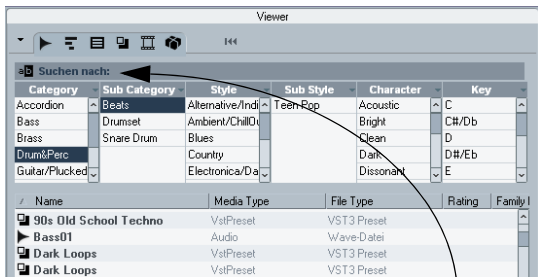 Viewer
Suchen nach:
Category Sub Category Style Sub Style Character Key
Accordion Beats Alternative/Indi Teen Pop Acoustic C
Bass Drumset Ambient/ChillOu Bright C#/Db
Brass Snare Drum Blues Clean D
Drum&Perc Country Dark D#/Eb
Guitar/Plucked Electronica/Da Dissonant E
Name Media Type File Type Rating Family
90s Old School Techno VstPreset VST3 Preset
Bass01 Audio Wave-Datei
Dark Loops VstPreset VST3 Preset
Dark Loops VstPreset VST3 Preset